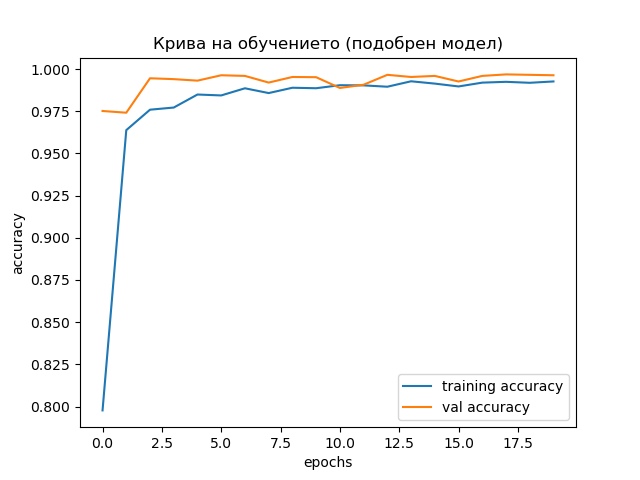 Крива на обучението (подобрен модел)
1.000
0.975
0.950
0.925
0.900
0.875
0.850
0.825
0.800
accuracy
training accuracy
val accuracy
0.0 2.5 5.0 7.5 10.0 12.5 15.0 17.5
epochs